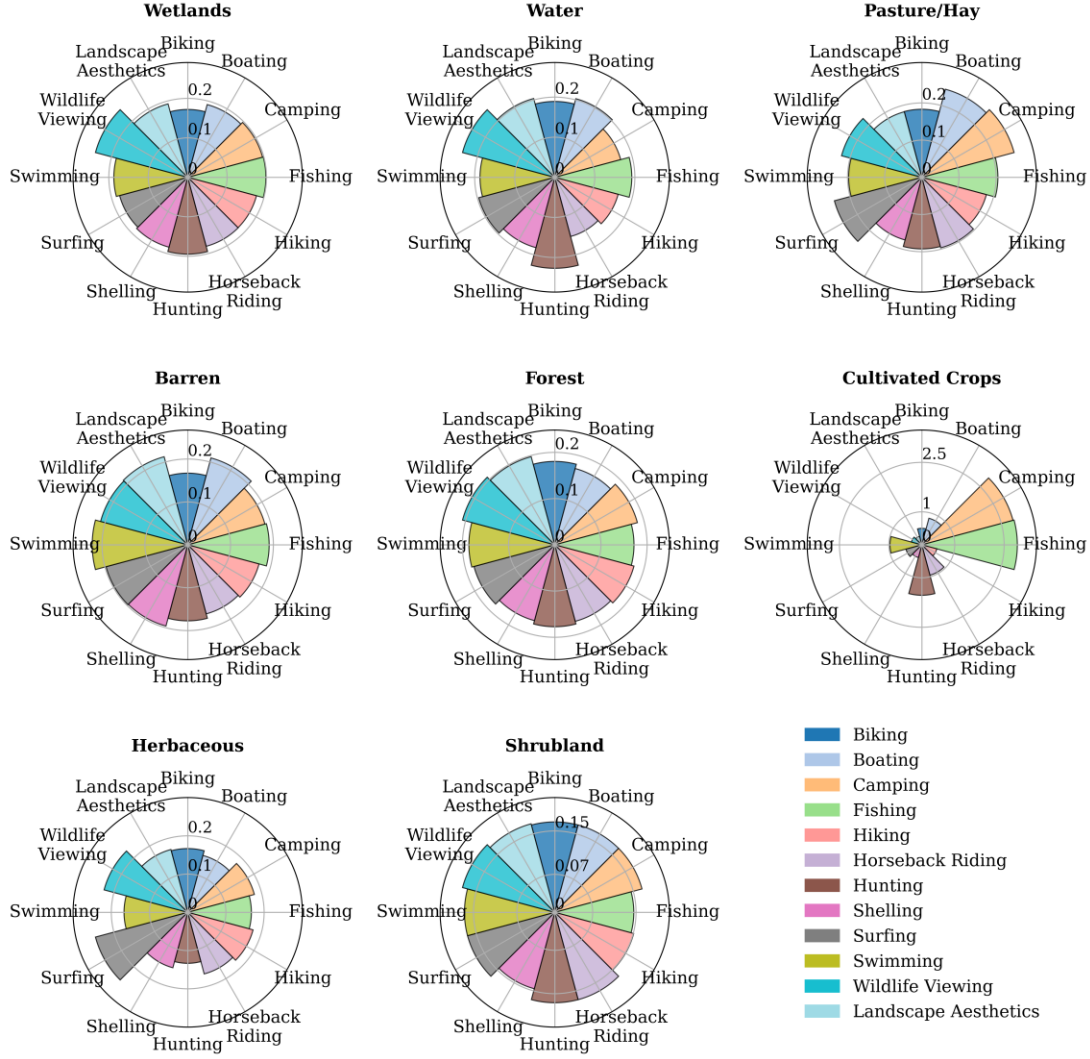 Wetlands
Biking
Boating
Camping
Fishing
Hiking
Horseback
Riding
Hunting
Shelling
Surfing
Swimming
Wildlife
Viewing
Landscape
Aesthetics
0
0.1
0.2
Water
Biking
Boating
Camping
Fishing
Hiking
Horseback
Riding
Hunting
Shelling
Surfing
Swimming
Wildlife
Viewing
Landscape
Aesthetics
0
0.1
0.2
Pasture/Hay
Biking
Boating
Camping
Fishing
Hiking
Horseback
Riding
Hunting
Shelling
Surfing
Swimming
Wildlife
Viewing
Landscape
Aesthetics
0
0.1
0.2
Barren
Biking
Boating
Camping
Fishing
Hiking
Horseback
Riding
Hunting
Shelling
Surfing
Swimming
Wildlife
Viewing
Landscape
Aesthetics
0
0.1
0.2
Forest
Biking
Boating
Camping
Fishing
Hiking
Horseback
Riding
Hunting
Shelling
Surfing
Swimming
Wildlife
Viewing
Landscape
Aesthetics
0
0.1
0.2
Cultivated Crops
Biking
Boating
Camping
Fishing
Hiking
Horseback
Riding
Hunting
Shelling
Surfing
Swimming
Wildlife
Viewing
Landscape
Aesthetics
0
1
2.5
Herbaceous
Biking
Boating
Camping
Fishing
Hiking
Horseback
Riding
Hunting
Shelling
Surfing
Swimming
Wildlife
Viewing
Landscape
Aesthetics
0
0.1
0.2
Shrubland
Biking
Boating
Camping
Fishing
Hiking
Horseback
Riding
Hunting
Shelling
Surfing
Swimming
Wildlife
Viewing
Landscape
Aesthetics
0
0.07
0.15
Biking
Boating
Camping
Fishing
Hiking
Horseback Riding
Hunting
Shelling
Surfing
Swimming
Wildlife Viewing
Landscape Aesthetics